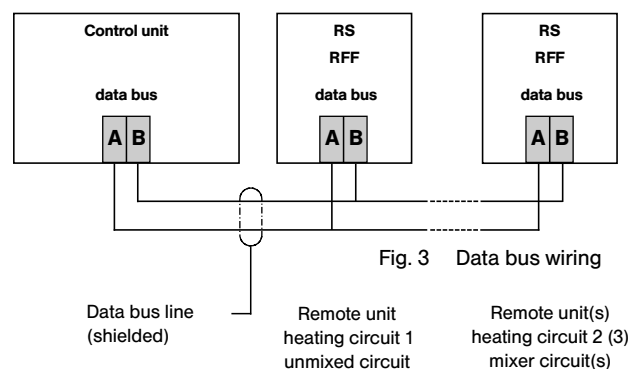 Control unit
data bus
A B
RS
RFF
data bus
A B
RS
RFF
data bus
A B
Fig. 3 Data bus wiring
Data bus line
(shielded)
Remote unit
heating circuit 1
unmixed circuit
Remote unit(s)
heating circuit 2 (3)
mixer circuit(s)